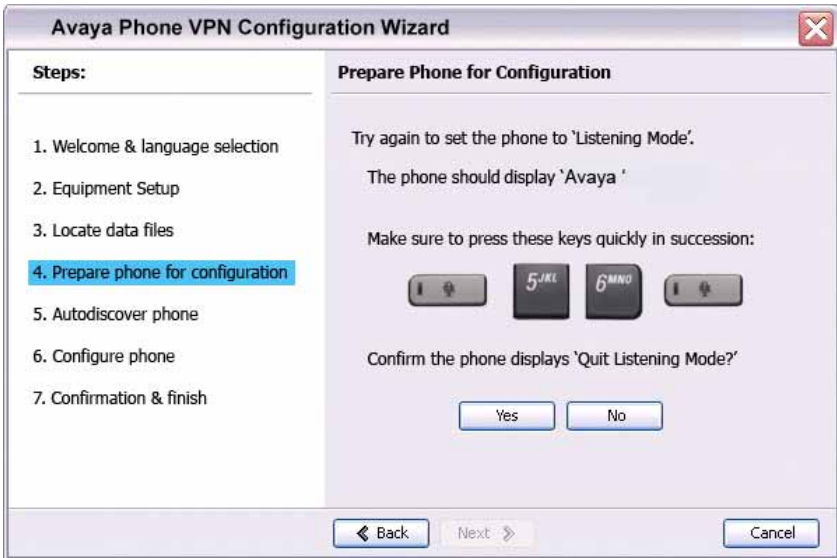 Avaya Phone VPN Configuration Wizard
Steps:
1. Welcome & language selection
2. Equipment Setup
3. Locate data files
4. Prepare phone for configuration
5. Autodiscover phone
6. Configure phone
7. Confirmation & finish
Prepare Phone for Configuration
Try again to set the phone to `Listening Mode’.
The phone should display `Avaya '
Make sure to press these keys quickly in succession:
5JKL 6MNO
Confirm the phone displays ‘Quit Listening Mode?’
Yes No
Back Next Cancel